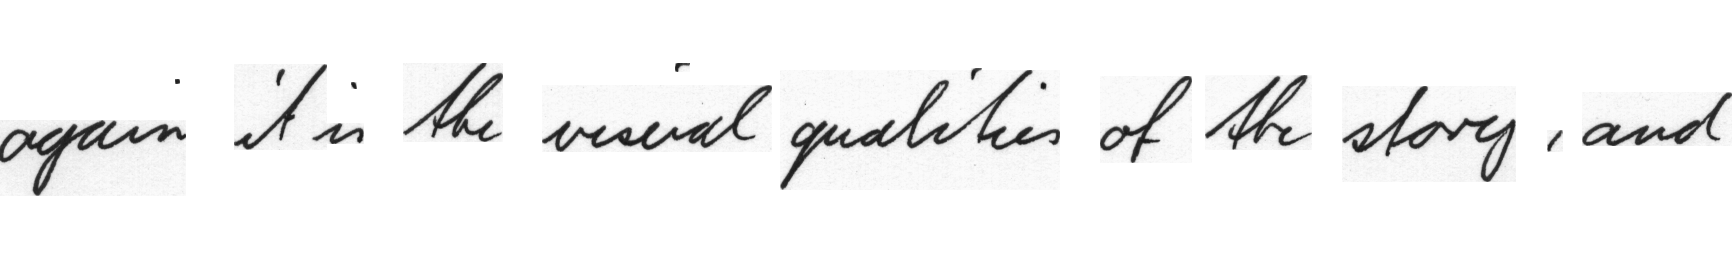 again it is the visual qualities of the story, and